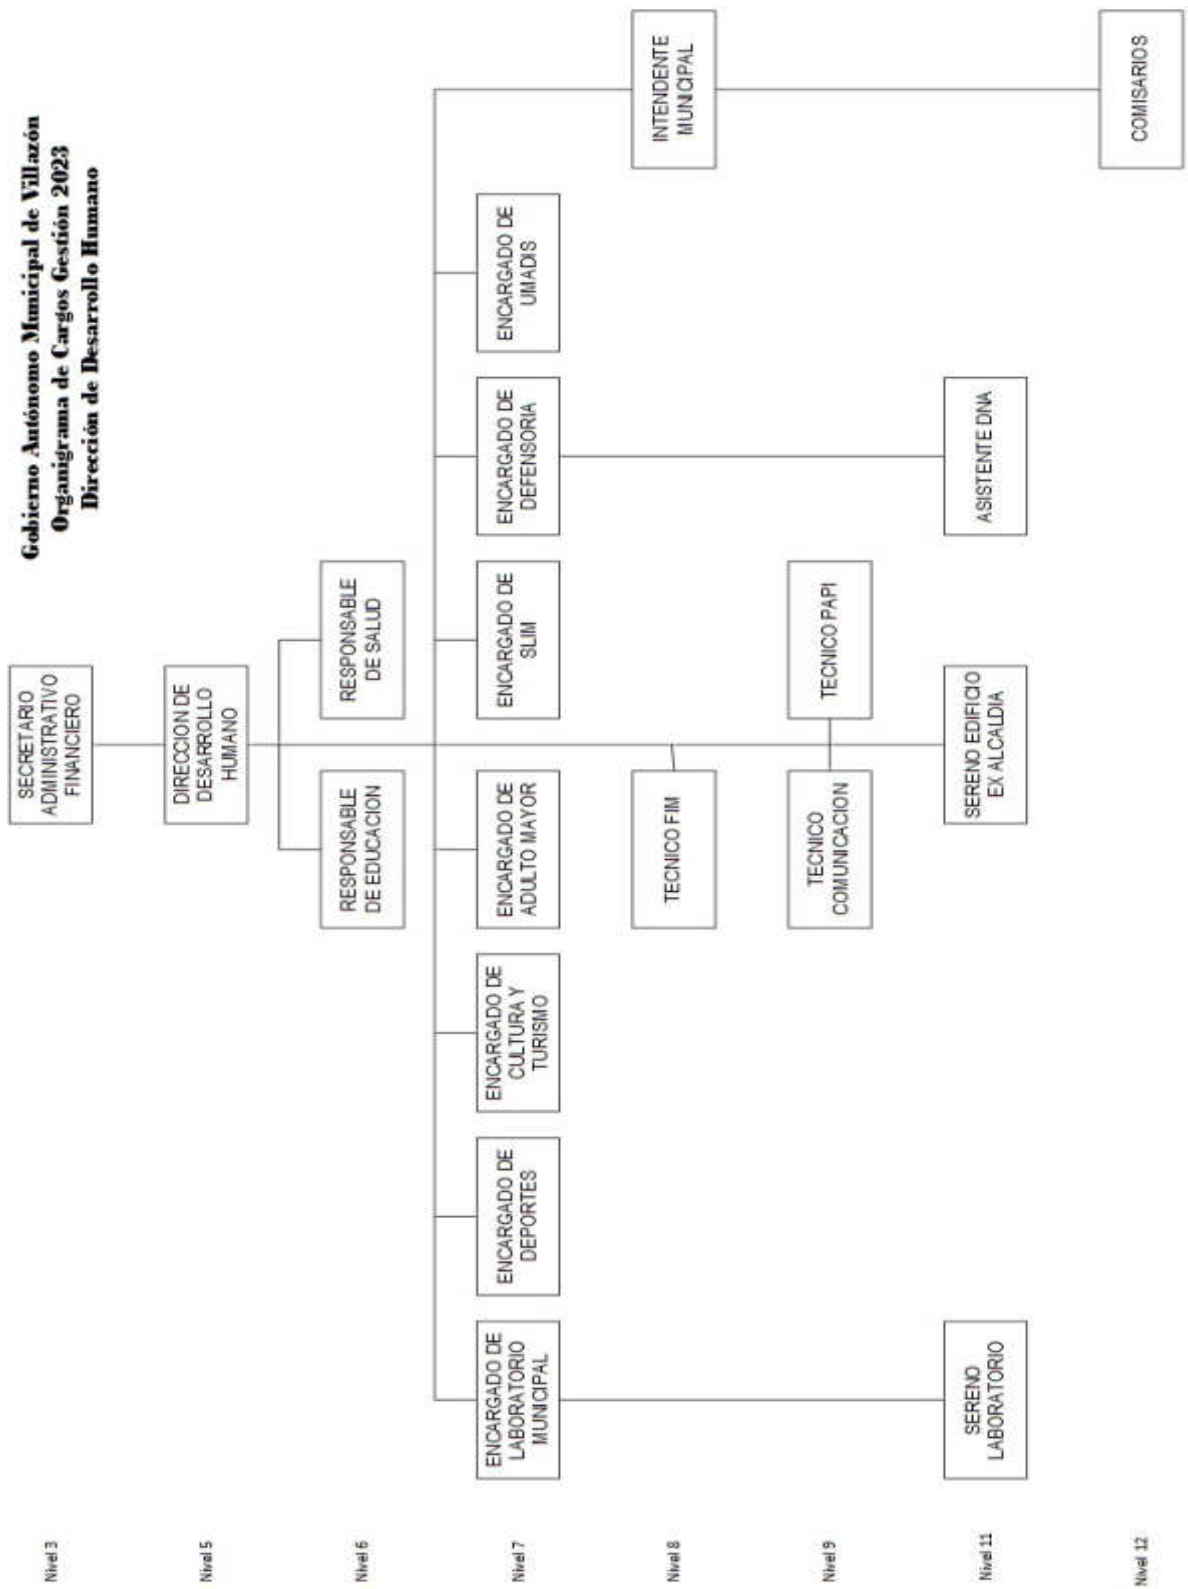 Gobierno Autónomo Municipal de Villazón
Organigrama de Cargos Gestión 2023
Dirección de Desarrollo Humano
Nivel 3
SECRETARIO
ADMINISTRATIVO
FINANCIERO
Nivel 5
DIRECCION DE
DESARROLLO
HUMANO
Nivel 6
RESPONSABLE
DE EDUCACION
RESPONSABLE
DE SALUD
Nivel 7
ENCARGADO DE
LABORATORIO
MUNICIPAL
ENCARGADO DE
DEPORTES
ENCARGADO DE
CULTURA Y
TURISMO
ENCARGADO DE
ADULTO MAYOR
ENCARGADO DE
SLIM
ENCARGADO DE
DEFENSORIA
ENCARGADO DE
UMADIS
Nivel 8
TECNICO FIM
INTENDENTE
MUNICIPAL
Nivel 9
TECNICO
COMUNICACION
TECNICO PAPI
Nivel 11
SERENO
LABORATORIO
SERENO EDIFICIO
EX ALCALDIA
ASISTENTE DNA
Nivel 12
COMISARIOS